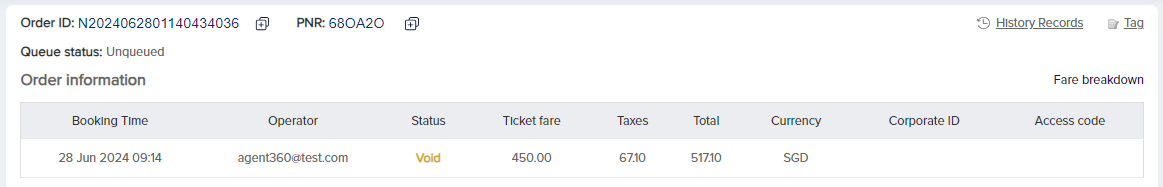 Order ID: N2024062801140434036 PNR: 68OA2O History Records Tag
Queue status: Unqueued
Order information Fare breakdown
Booking Time Operator Status Ticket fare Taxes Total Currency Corporate ID Access code
28 Jun 2024 09:14 agent360@test.com Void 450.00 67.10 517.10 SGD